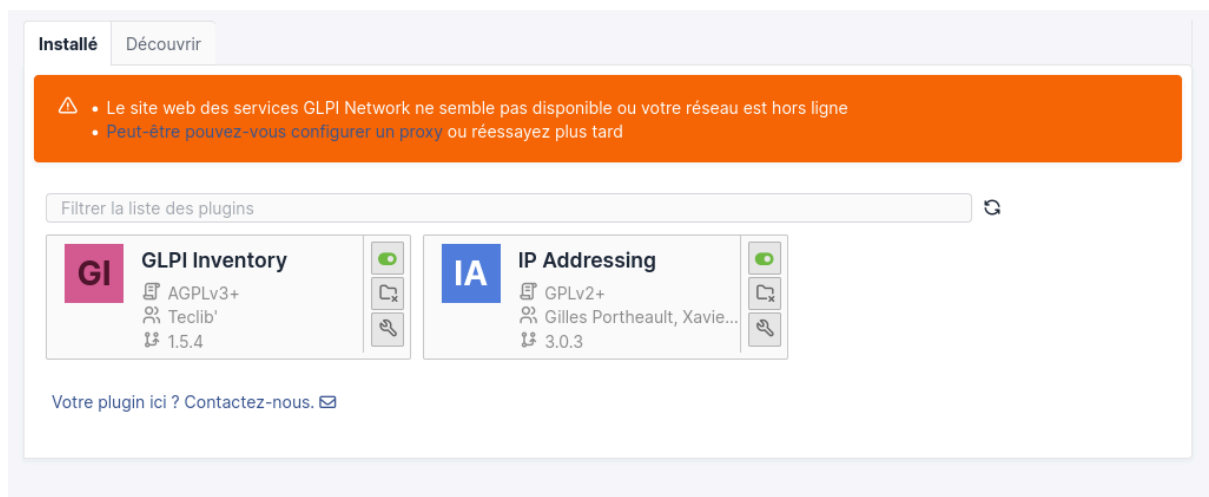 Installé
Découvrir
Le site web des services GLPI Network ne semble pas disponible ou votre réseau est hors ligne
Peut-être pouvez-vous configurer un proxy ou réessayez plus tard
Filtrer la liste des plugins
GI
GLPI Inventory
AGPLv3+
Teclib'
1.5.4
IA
IP Addressing
GPLv2+
Gilles Portheault, Xavie...
3.0.3
Votre plugin ici ? Contactez-nous.